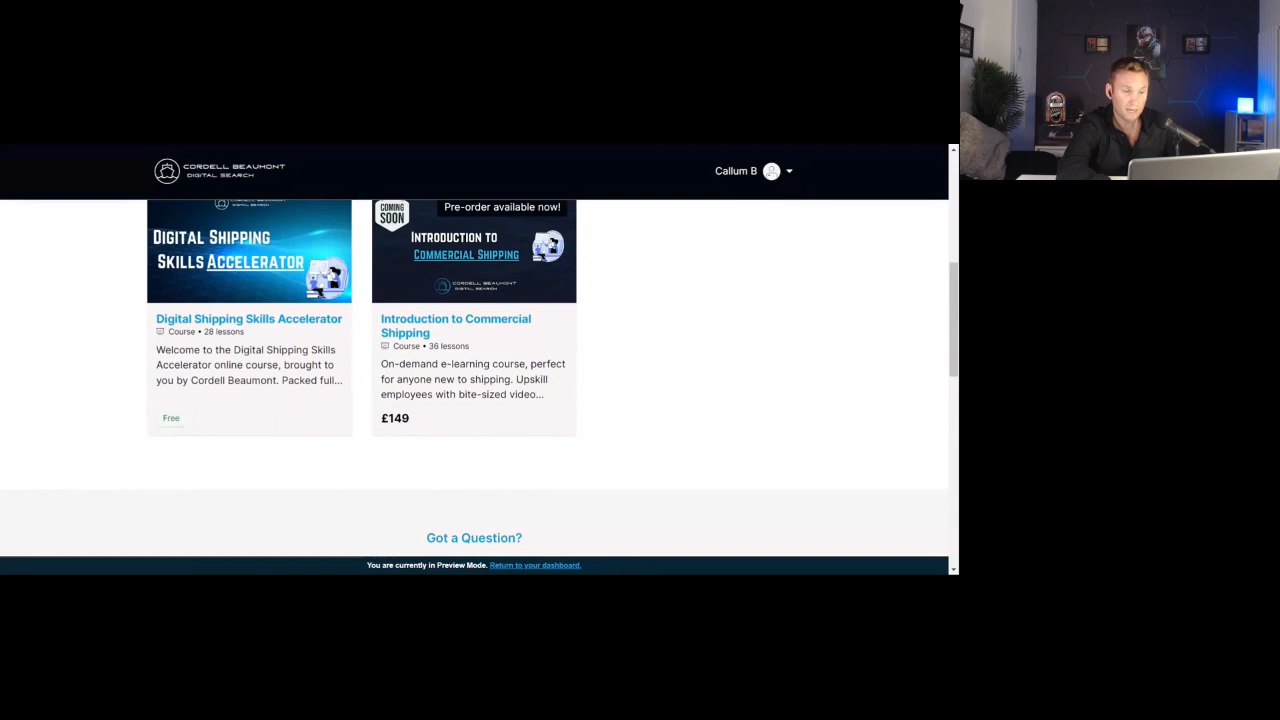 CORDELL BEAUMONT
DIGITAL SEARCH
Callum B
DIGITAL SHIPPING
SKILLS ACCELERATOR
COMING
SOON
Pre-order available now!
INTRODUCTION TO
COMMERCIAL SHIPPING
CORDELL BEAUMONT
DIGITAL SEARCH
Digital Shipping Skills Accelerator
Course • 28 lessons
Welcome to the Digital Shipping Skills
Accelerator online course, brought to
you by Cordell Beaumont. Packed full...
Free
Introduction to Commercial
Shipping
Course • 36 lessons
On-demand e-learning course, perfect
for anyone new to shipping. Upskill
employees with bite-sized video...
£149
Got a Question?
You are currently in Preview Mode. Return to your dashboard.